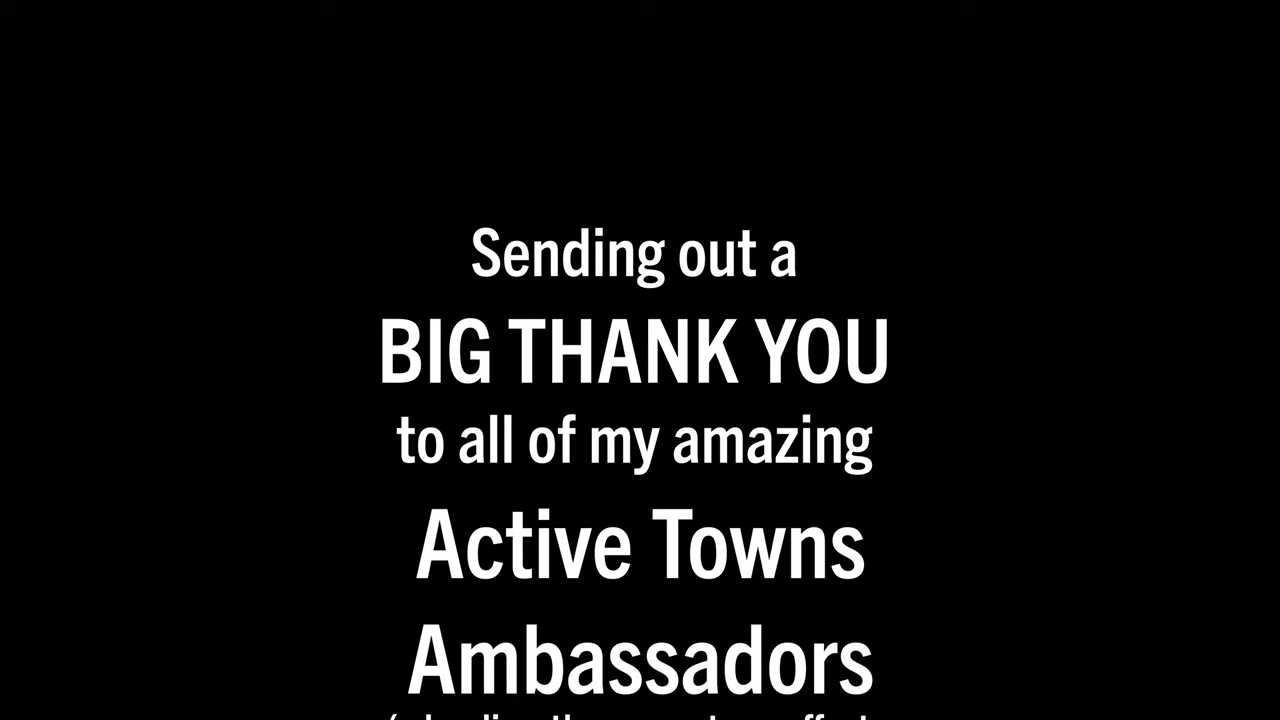 Sending out a
BIG THANK YOU
to all of my amazing
Active Towns
Ambassadors